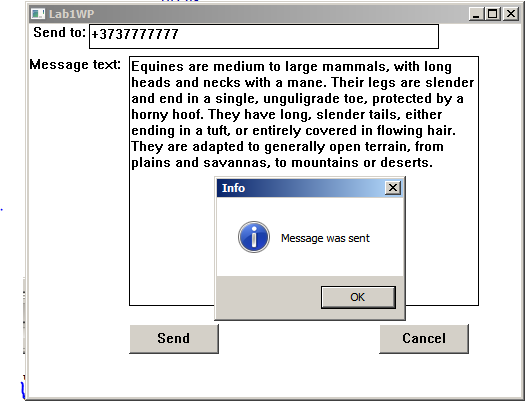 Lab1WP
Send to: +3737777777
Message text:
Equines are medium to large mammals, with long
heads and necks with a mane. Their legs are slender
and end in a single, unguligrade toe, protected by a
horny hoof. They have long, slender tails, either
ending in a tuft, or entirely covered in flowing hair.
They are adapted to generally open terrain, from
plains and savannas, to mountains or deserts.
Info
Message was sent
OK
Send
Cancel